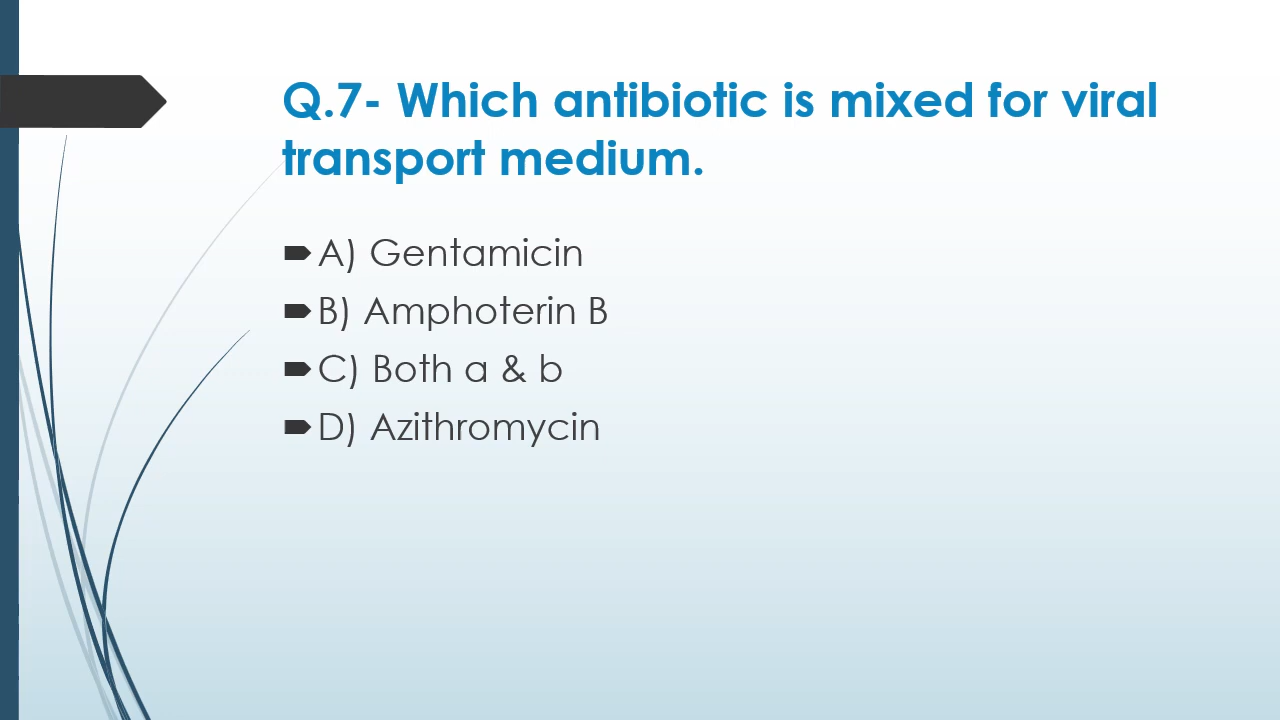 Q.7- Which antibiotic is mixed for viral
transport medium.
A) Gentamicin
B) Amphoterin B
C) Both a & b
D) Azithromycin